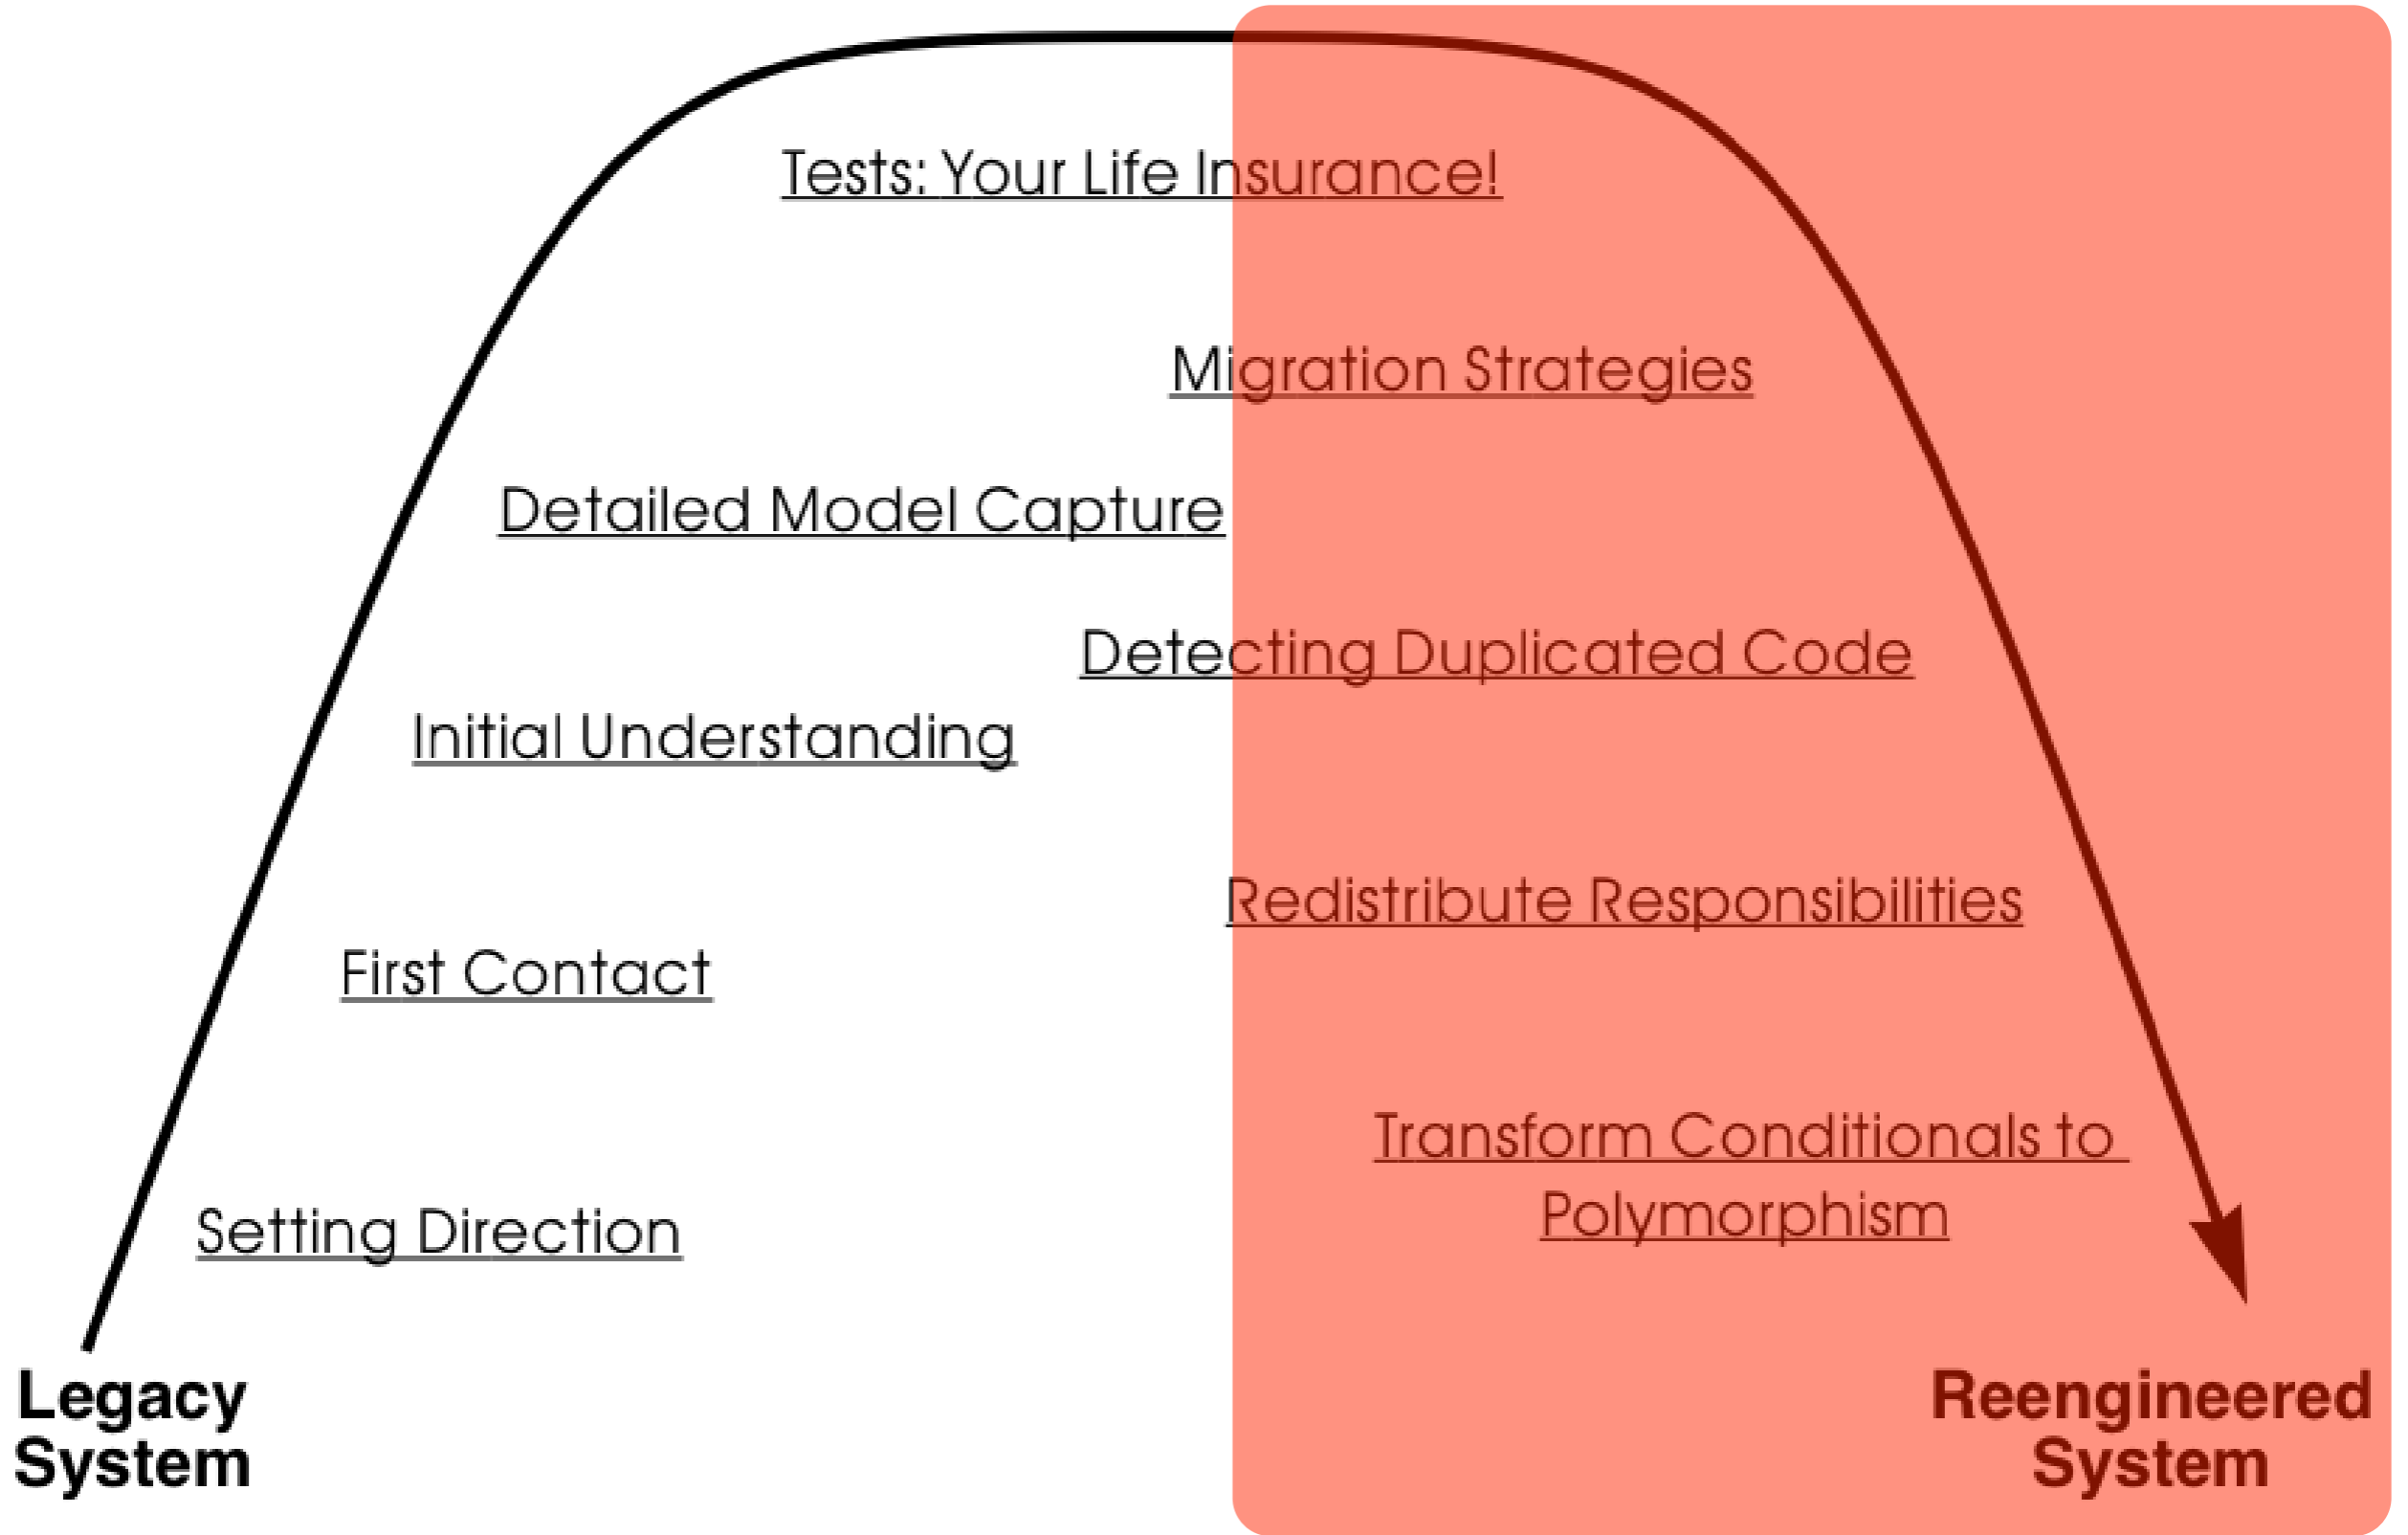 Tests: Your Life Insurance!
Migration Strategies
Detailed Model Capture
Detecting Duplicated Code
Initial Understanding
Redistribute Responsibilities
First Contact
Transform Conditionals to
Polymorphism
Setting Direction
Legacy
System
Reengineered
System